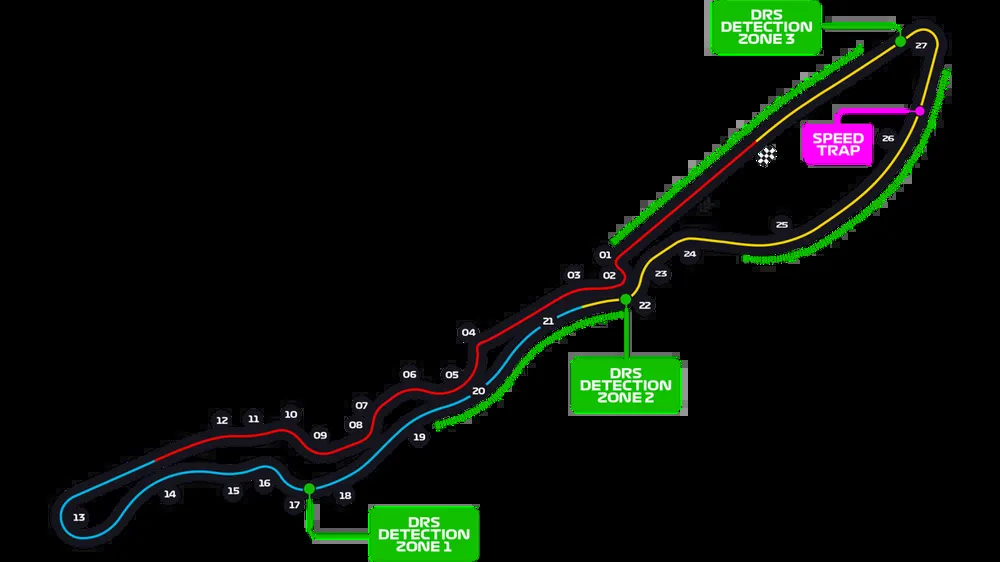 DRS
DETECTION
ZONE 3
27
SPEED
TRAP
26
25
01
24
03
02
23
22
21
04
DRS
DETECTION
ZONE 2
06
05
20
07
12
11
10
08
09
19
14
15
16
17
18
13
DRS
DETECTION
ZONE 1